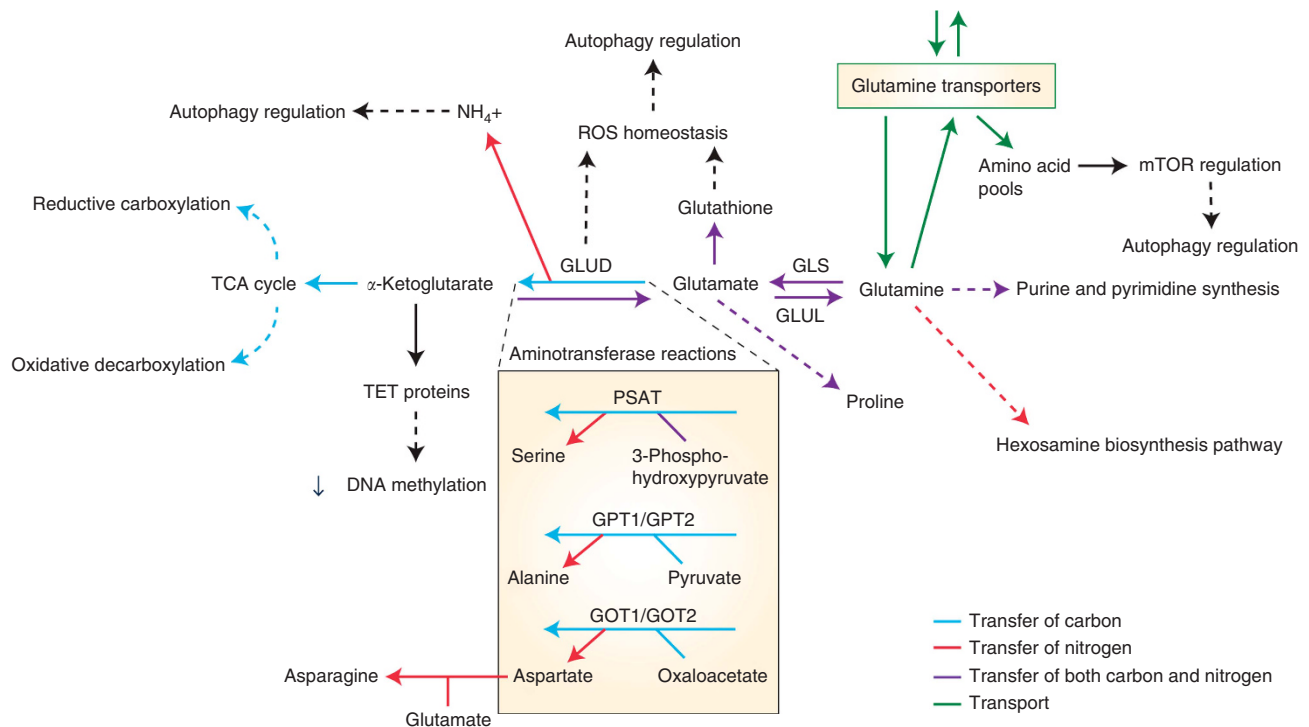 Autophagy regulation
Glutamine transporters
Autophagy regulation
NH₄+
ROS homeostasis
Amino acid
pools
mTOR regulation
Reductive carboxylation
Glutathione
Autophagy regulation
TCA cycle
α-Ketoglutarate
GLUD
Glutamate
GLS
GLUL
Glutamine
Purine and pyrimidine synthesis
Oxidative decarboxylation
Aminotransferase reactions
TET proteins
Proline
PSAT
Serine
3-Phospho-
hydroxypyruvate
Hexosamine biosynthesis pathway
↓ DNA methylation
GPT1/GPT2
Alanine
Pyruvate
GOT1/GOT2
Aspartate
Oxaloacetate
Asparagine
Glutamate
Transfer of carbon
Transfer of nitrogen
Transfer of both carbon and nitrogen
Transport